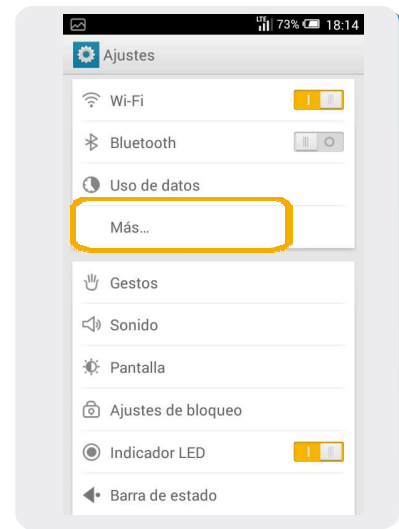 LTE 73% 18:14
Ajustes
Wi-Fi
Bluetooth
Uso de datos
Más...
Gestos
Sonido
Pantalla
Ajustes de bloqueo
Indicador LED
Barra de estado